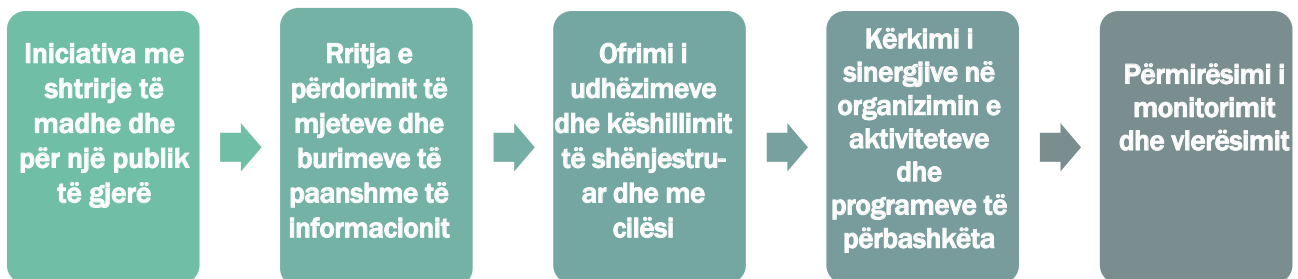 Iniciativa me
shtrirje të
madhe dhe
për një publik
të gjerë
Rritja e
përdorimit të
mjeteve dhe
burimeve të
paanshme të
informacionit
Ofrimi i
udhëzimeve
dhe këshillimit
të shënjestru-
ar dhe me
cilësi
Kërkimi i
sinergjive në
organizimin e
aktiviteteve
dhe
programeve të
përbashkëta
Përmirësimi i
monitorimit
dhe vlerësimit